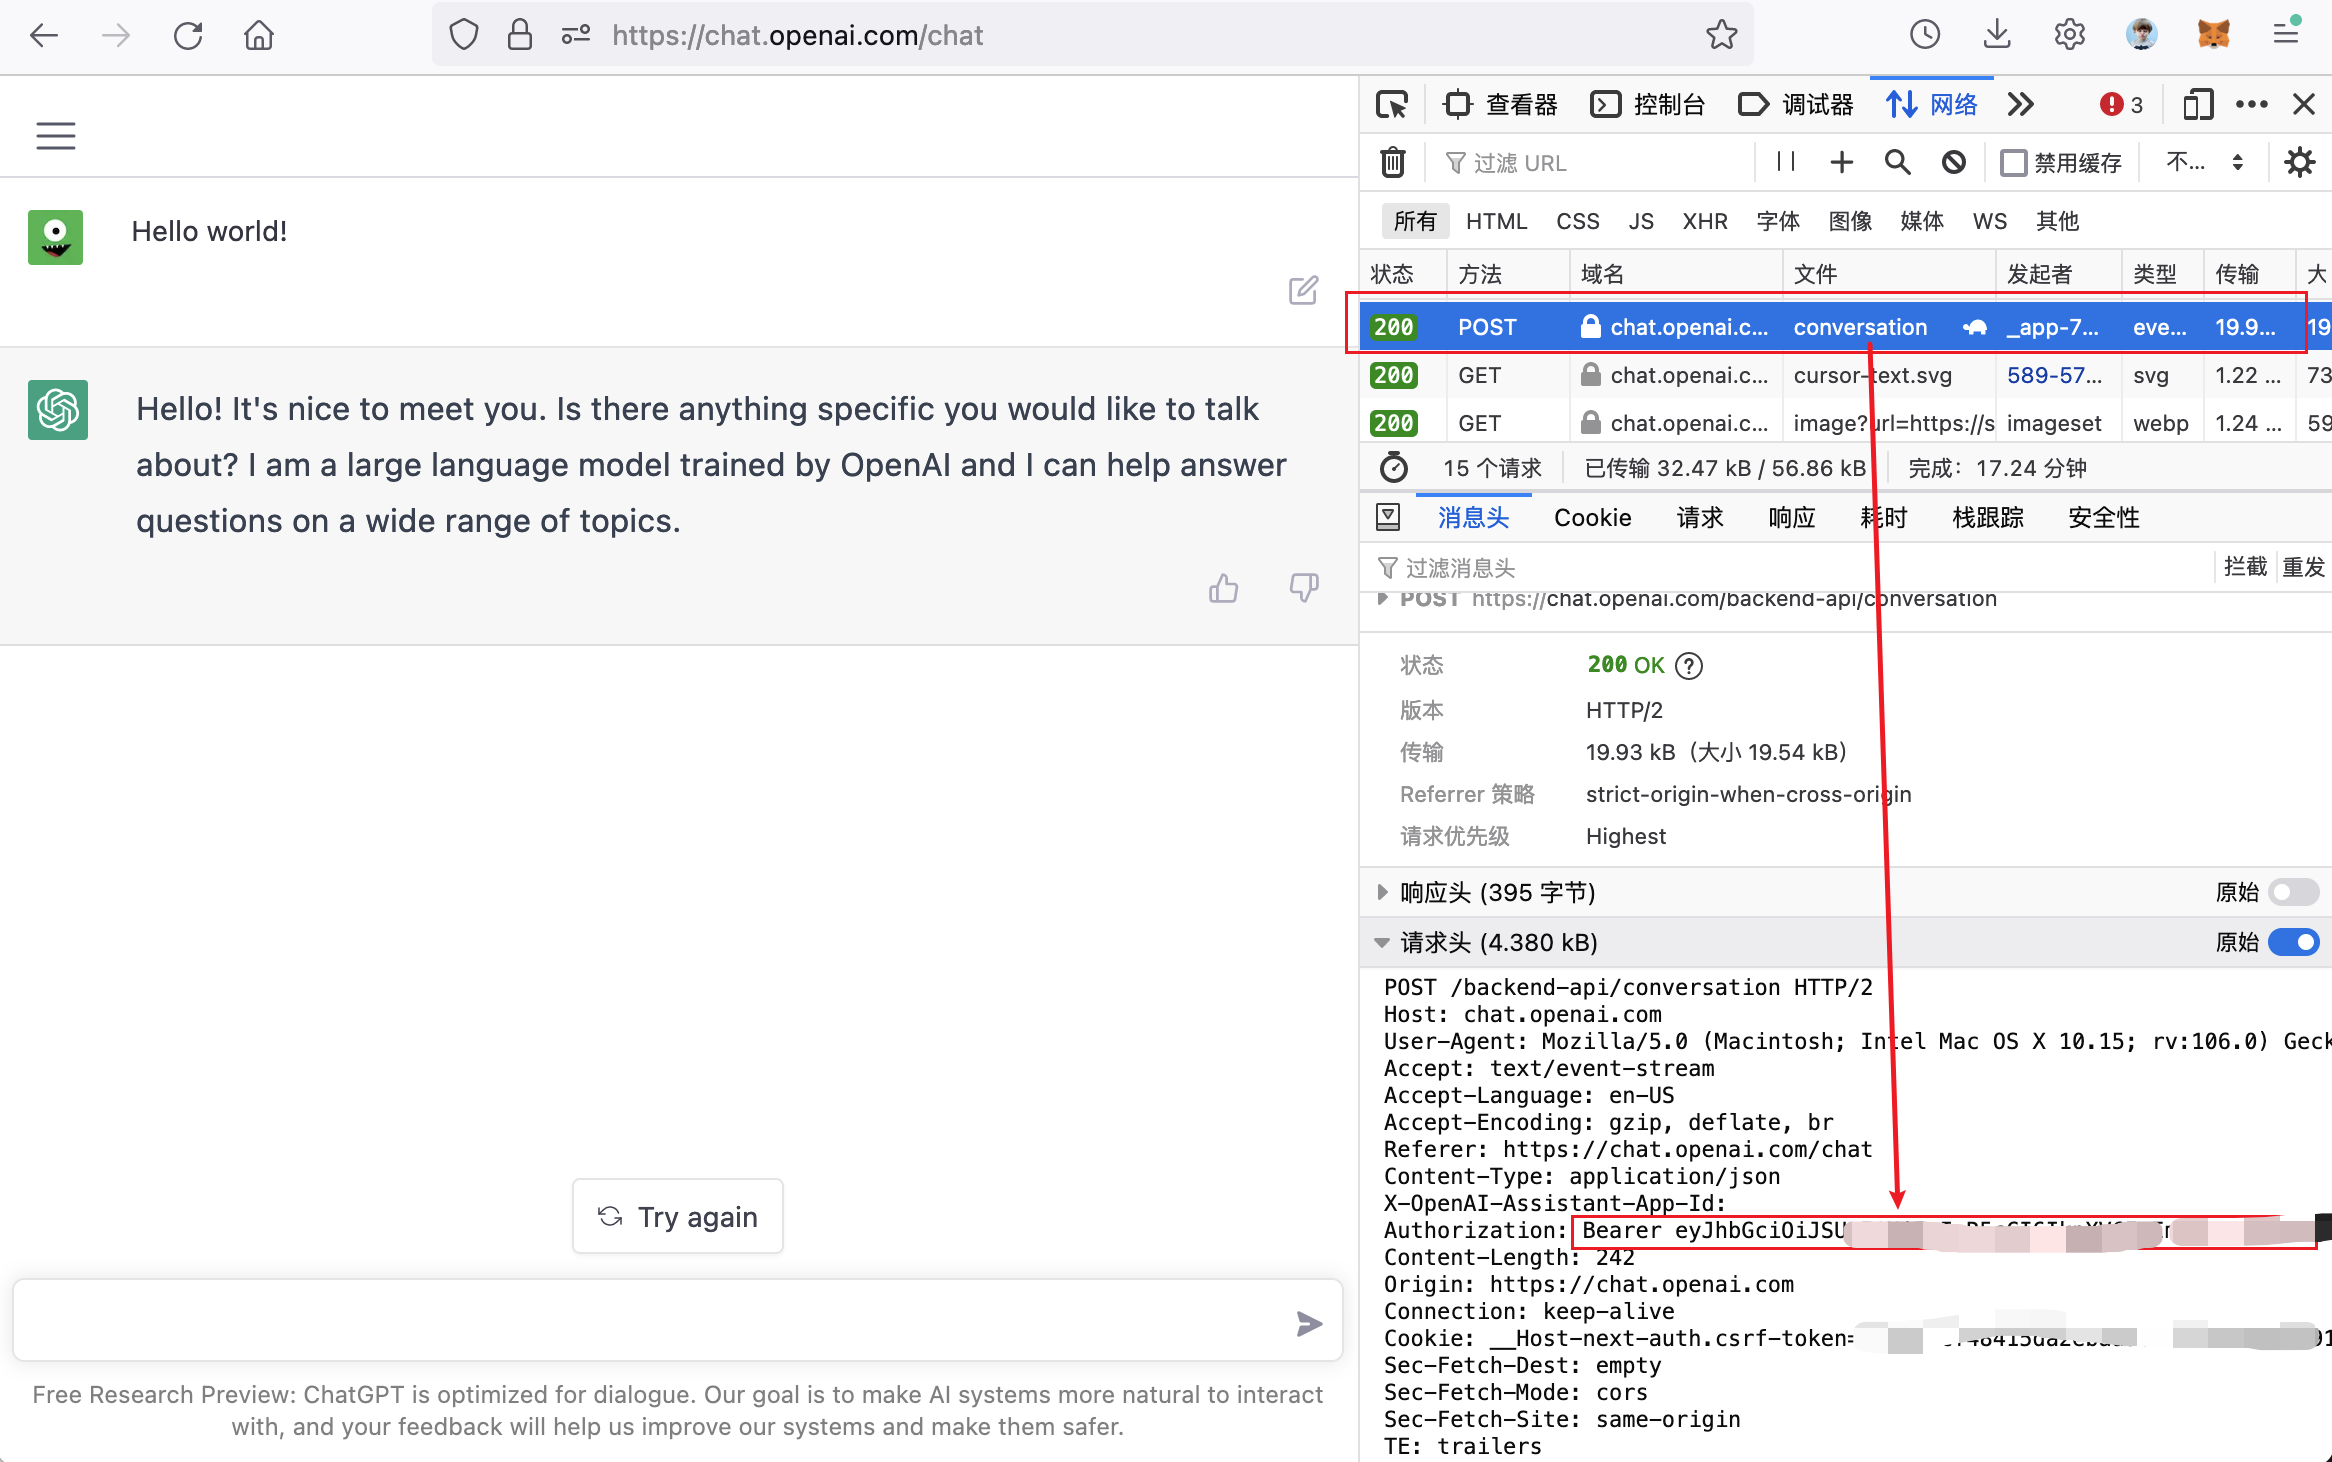 https://chat.openai.com/chat
Hello world!
Hello! It's nice to meet you. Is there anything specific you would like to talk
about? I am a large language model trained by OpenAI and I can help answer
questions on a wide range of topics.
Try again
Free Research Preview: ChatGPT is optimized for dialogue. Our goal is to make AI systems more natural to interact
with, and your feedback will help us improve our systems and make them safer.
查看器 控制台 调试器 网络 3
过滤 URL 禁用缓存 不...
所有 HTML CSS JS XHR 字体 图像 媒体 WS 其他
状态 方法 域名 文件 发起者 类型 传输 大
200 POST chat.openai.c... conversation _app-7... eve... 19.9... 19
200 GET chat.openai.c... cursor-text.svg 589-57... svg 1.22 ... 73
200 GET chat.openai.c... image?url=https://s imageset webp 1.24 ... 59
15 个请求 已传输 32.47 kB / 56.86 kB 完成：17.24 分钟
消息头 Cookie 请求 响应 耗时 栈跟踪 安全性
过滤消息头 拦截 重发
POST https://chat.openai.com/backend-api/conversation
状态 200 OK ?
版本 HTTP/2
传输 19.93 kB（大小 19.54 kB）
Referrer 策略 strict-origin-when-cross-origin
请求优先级 Highest
响应头 (395 字节) 原始
请求头 (4.380 kB) 原始
POST /backend-api/conversation HTTP/2
Host: chat.openai.com
User-Agent: Mozilla/5.0 (Macintosh; Intel Mac OS X 10.15; rv:106.0) Geck
Accept: text/event-stream
Accept-Language: en-US
Accept-Encoding: gzip, deflate, br
Referer: https://chat.openai.com/chat
Content-Type: application/json
X-OpenAI-Assistant-App-Id:
Authorization: Bearer eyJhbGciOiJSU
Content-Length: 242
Origin: https://chat.openai.com
Connection: keep-alive
Cookie: __Host-next-auth.csrf-token=
Sec-Fetch-Dest: empty
Sec-Fetch-Mode: cors
Sec-Fetch-Site: same-origin
TE: trailers